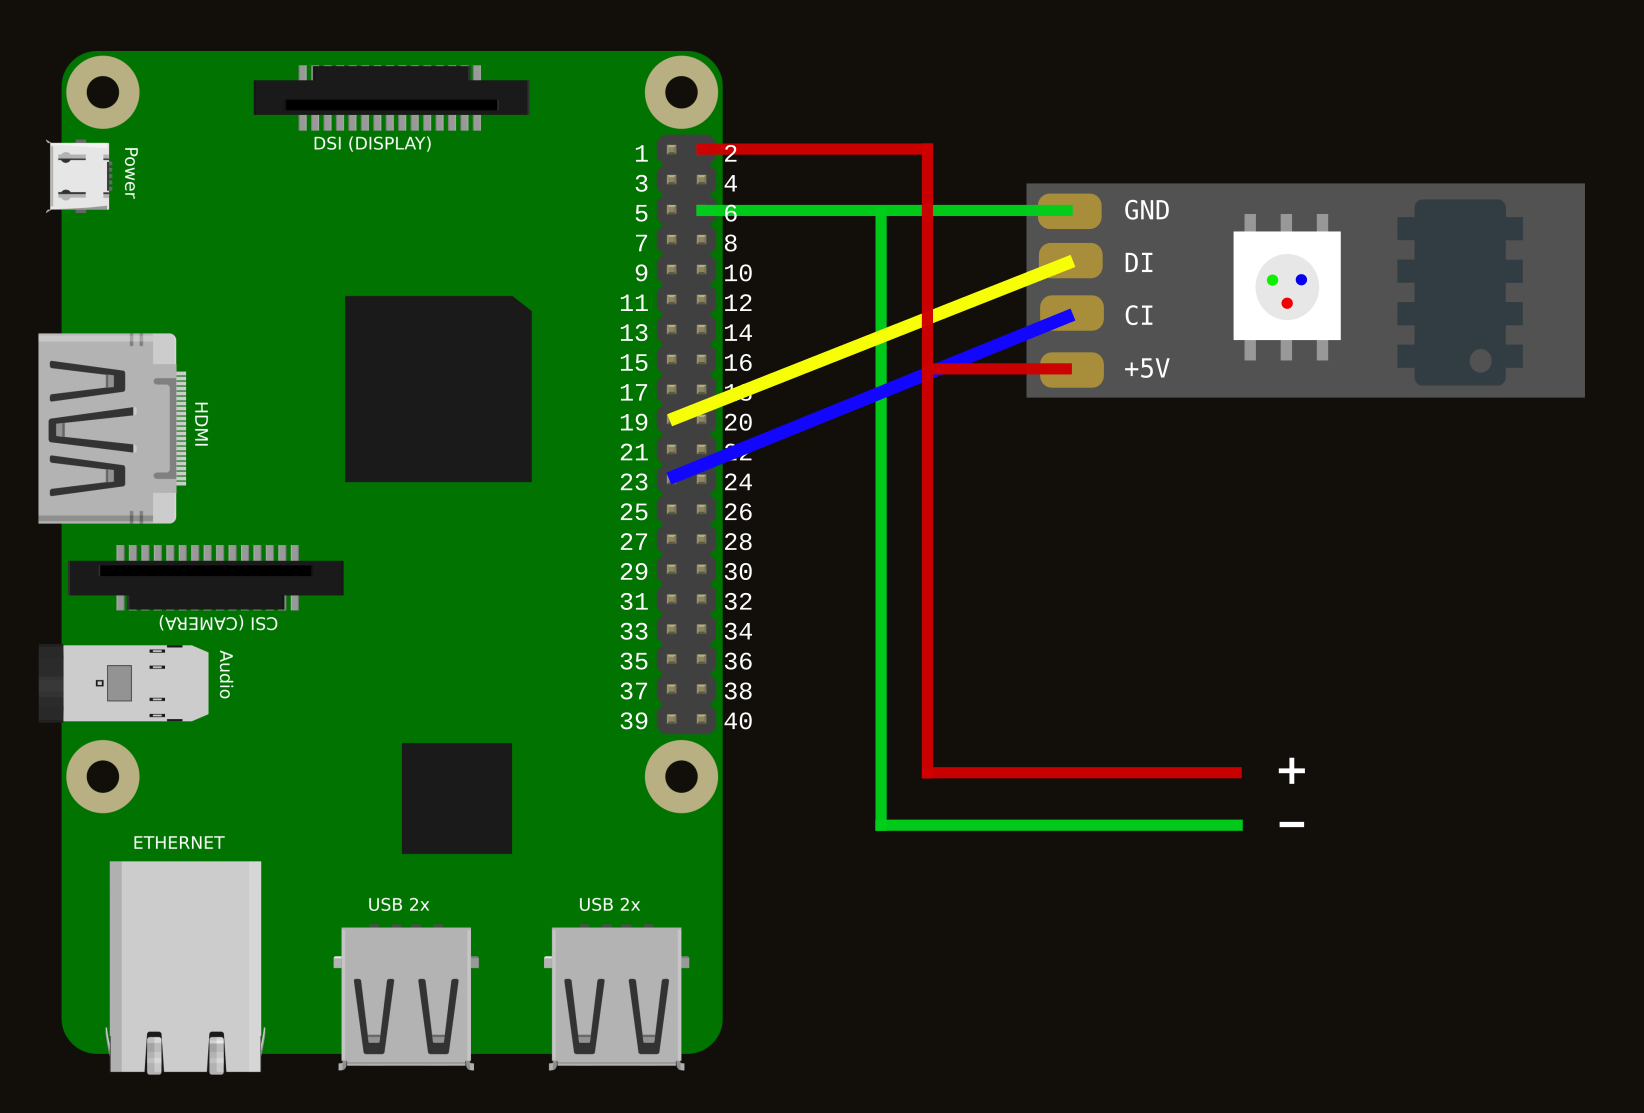 DSI (DISPLAY)
Power
1 2
3 4
5 6
7 8
9 10
11 12
13 14
15 16
17
19 20
21 22
23 24
25 26
27 28
29 30
31 32
33 34
35 36
37 38
39 40
GND
DI
CI
+5V
HDMI
CSI (CAMERA)
Audio
+
−
ETHERNET
USB 2x
USB 2x